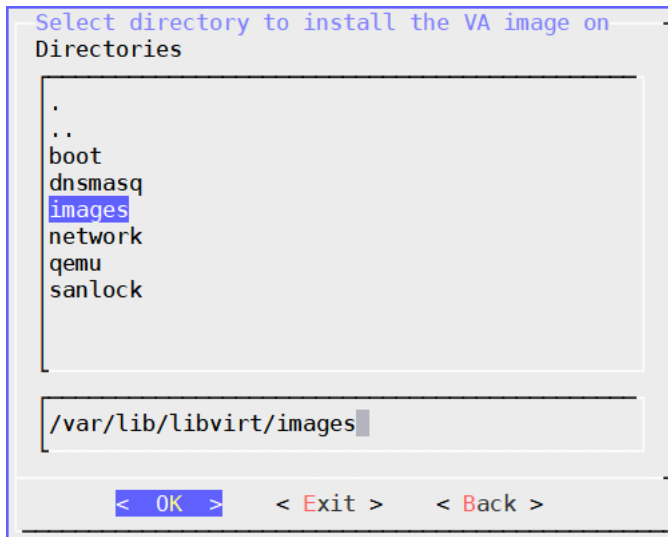 Select directory to install the VA image on
Directories
.
..
boot
dnsmasq
images
network
qemu
sanlock
/var/lib/libvirt/images
< OK > < Exit > < Back >